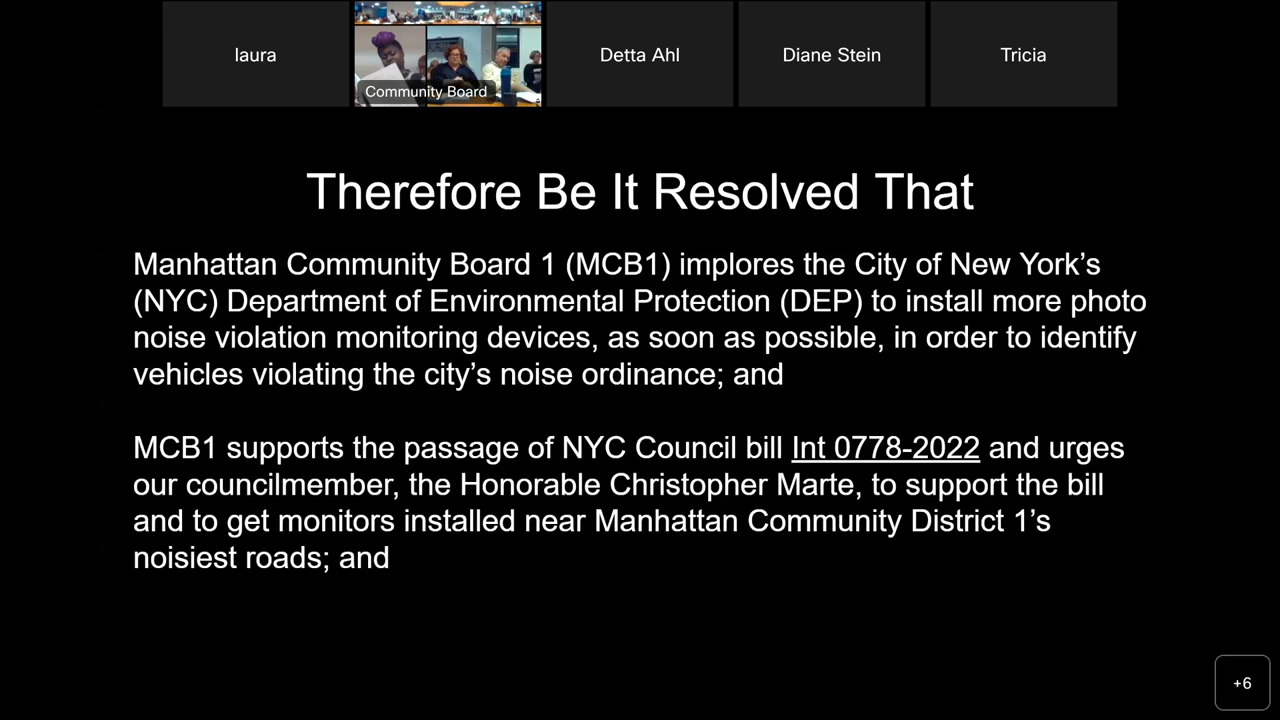 laura
Community Board
Detta Ahl
Diane Stein
Tricia
Therefore Be It Resolved That
Manhattan Community Board 1 (MCB1) implores the City of New York’s
(NYC) Department of Environmental Protection (DEP) to install more photo
noise violation monitoring devices, as soon as possible, in order to identify
vehicles violating the city’s noise ordinance; and
MCB1 supports the passage of NYC Council bill Int 0778-2022 and urges
our councilmember, the Honorable Christopher Marte, to support the bill
and to get monitors installed near Manhattan Community District 1’s
noisiest roads; and
+6